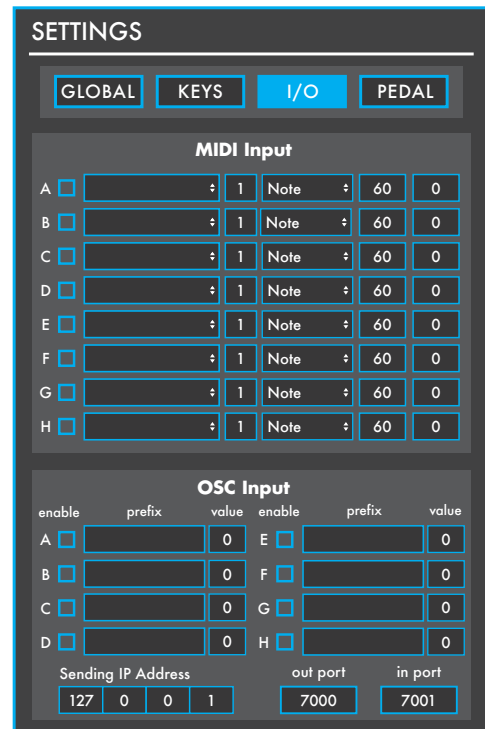 SETTINGS
GLOBAL KEYS I/O PEDAL
MIDI Input
A 1 Note 60 0
B 1 Note 60 0
C 1 Note 60 0
D 1 Note 60 0
E 1 Note 60 0
F 1 Note 60 0
G 1 Note 60 0
H 1 Note 60 0
OSC Input
enable prefix value enable prefix value
A 0 E 0
B 0 F 0
C 0 G 0
D 0 H 0
Sending IP Address out port in port
127 0 0 1 7000 7001